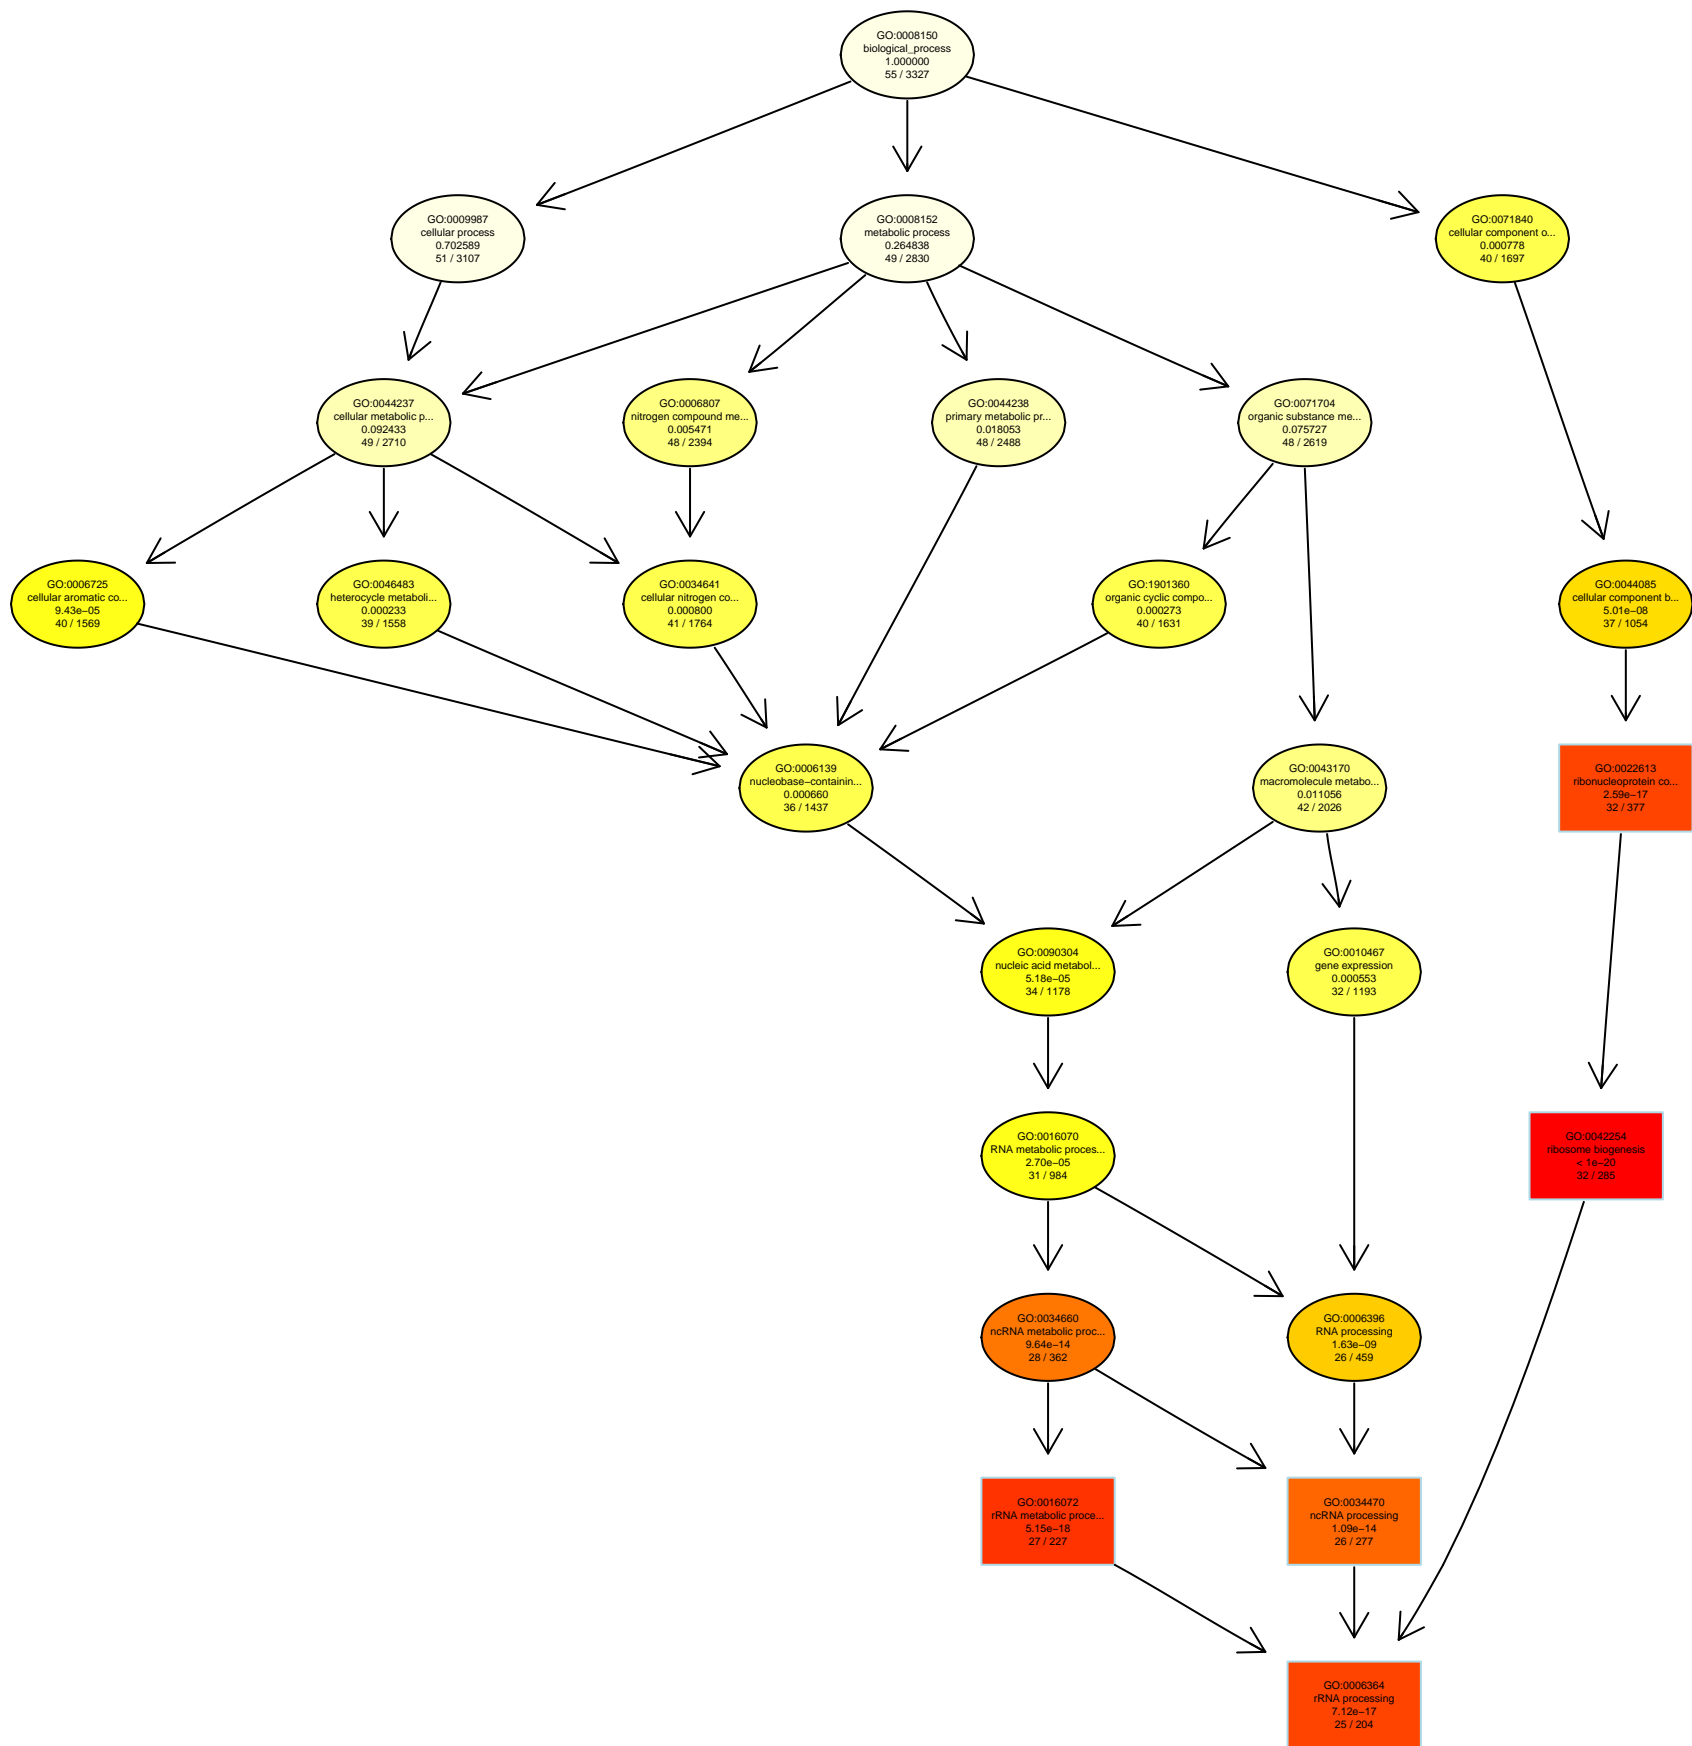 GO:0008150
biological_process
1.000000
55 / 3327
GO:0009987
cellular process
0.702589
51 / 3107
GO:0008152
metabolic process
0.264838
49 / 2830
GO:0071840
cellular component o...
0.000778
40 / 1697
GO:0044237
cellular metabolic p...
0.092433
49 / 2710
GO:0006807
nitrogen compound me...
0.005471
48 / 2394
GO:0044238
primary metabolic pr...
0.018053
48 / 2488
GO:0071704
organic substance me...
0.075727
48 / 2619
GO:0006725
cellular aromatic co...
9.43e−05
40 / 1569
GO:0046483
heterocycle metaboli...
0.000233
39 / 1558
GO:0034641
cellular nitrogen co...
0.000800
41 / 1764
GO:1901360
organic cyclic compo...
0.000273
40 / 1631
GO:0044085
cellular component b...
5.01e−08
37 / 1054
GO:0006139
nucleobase−containin...
0.000660
36 / 1437
GO:0043170
macromolecule metabo...
0.011056
42 / 2026
GO:0022613
ribonucleoprotein co...
2.59e−17
32 / 377
GO:0090304
nucleic acid metabol...
5.18e−05
34 / 1178
GO:0010467
gene expression
0.000553
32 / 1193
GO:0016070
RNA metabolic proces...
2.70e−05
31 / 984
GO:0042254
ribosome biogenesis
< 1e−20
32 / 285
GO:0034660
ncRNA metabolic proc...
9.64e−14
28 / 362
GO:0006396
RNA processing
1.63e−09
26 / 459
GO:0016072
rRNA metabolic proce...
5.15e−18
27 / 227
GO:0034470
ncRNA processing
1.09e−14
26 / 277
GO:0006364
rRNA processing
7.12e−17
25 / 204